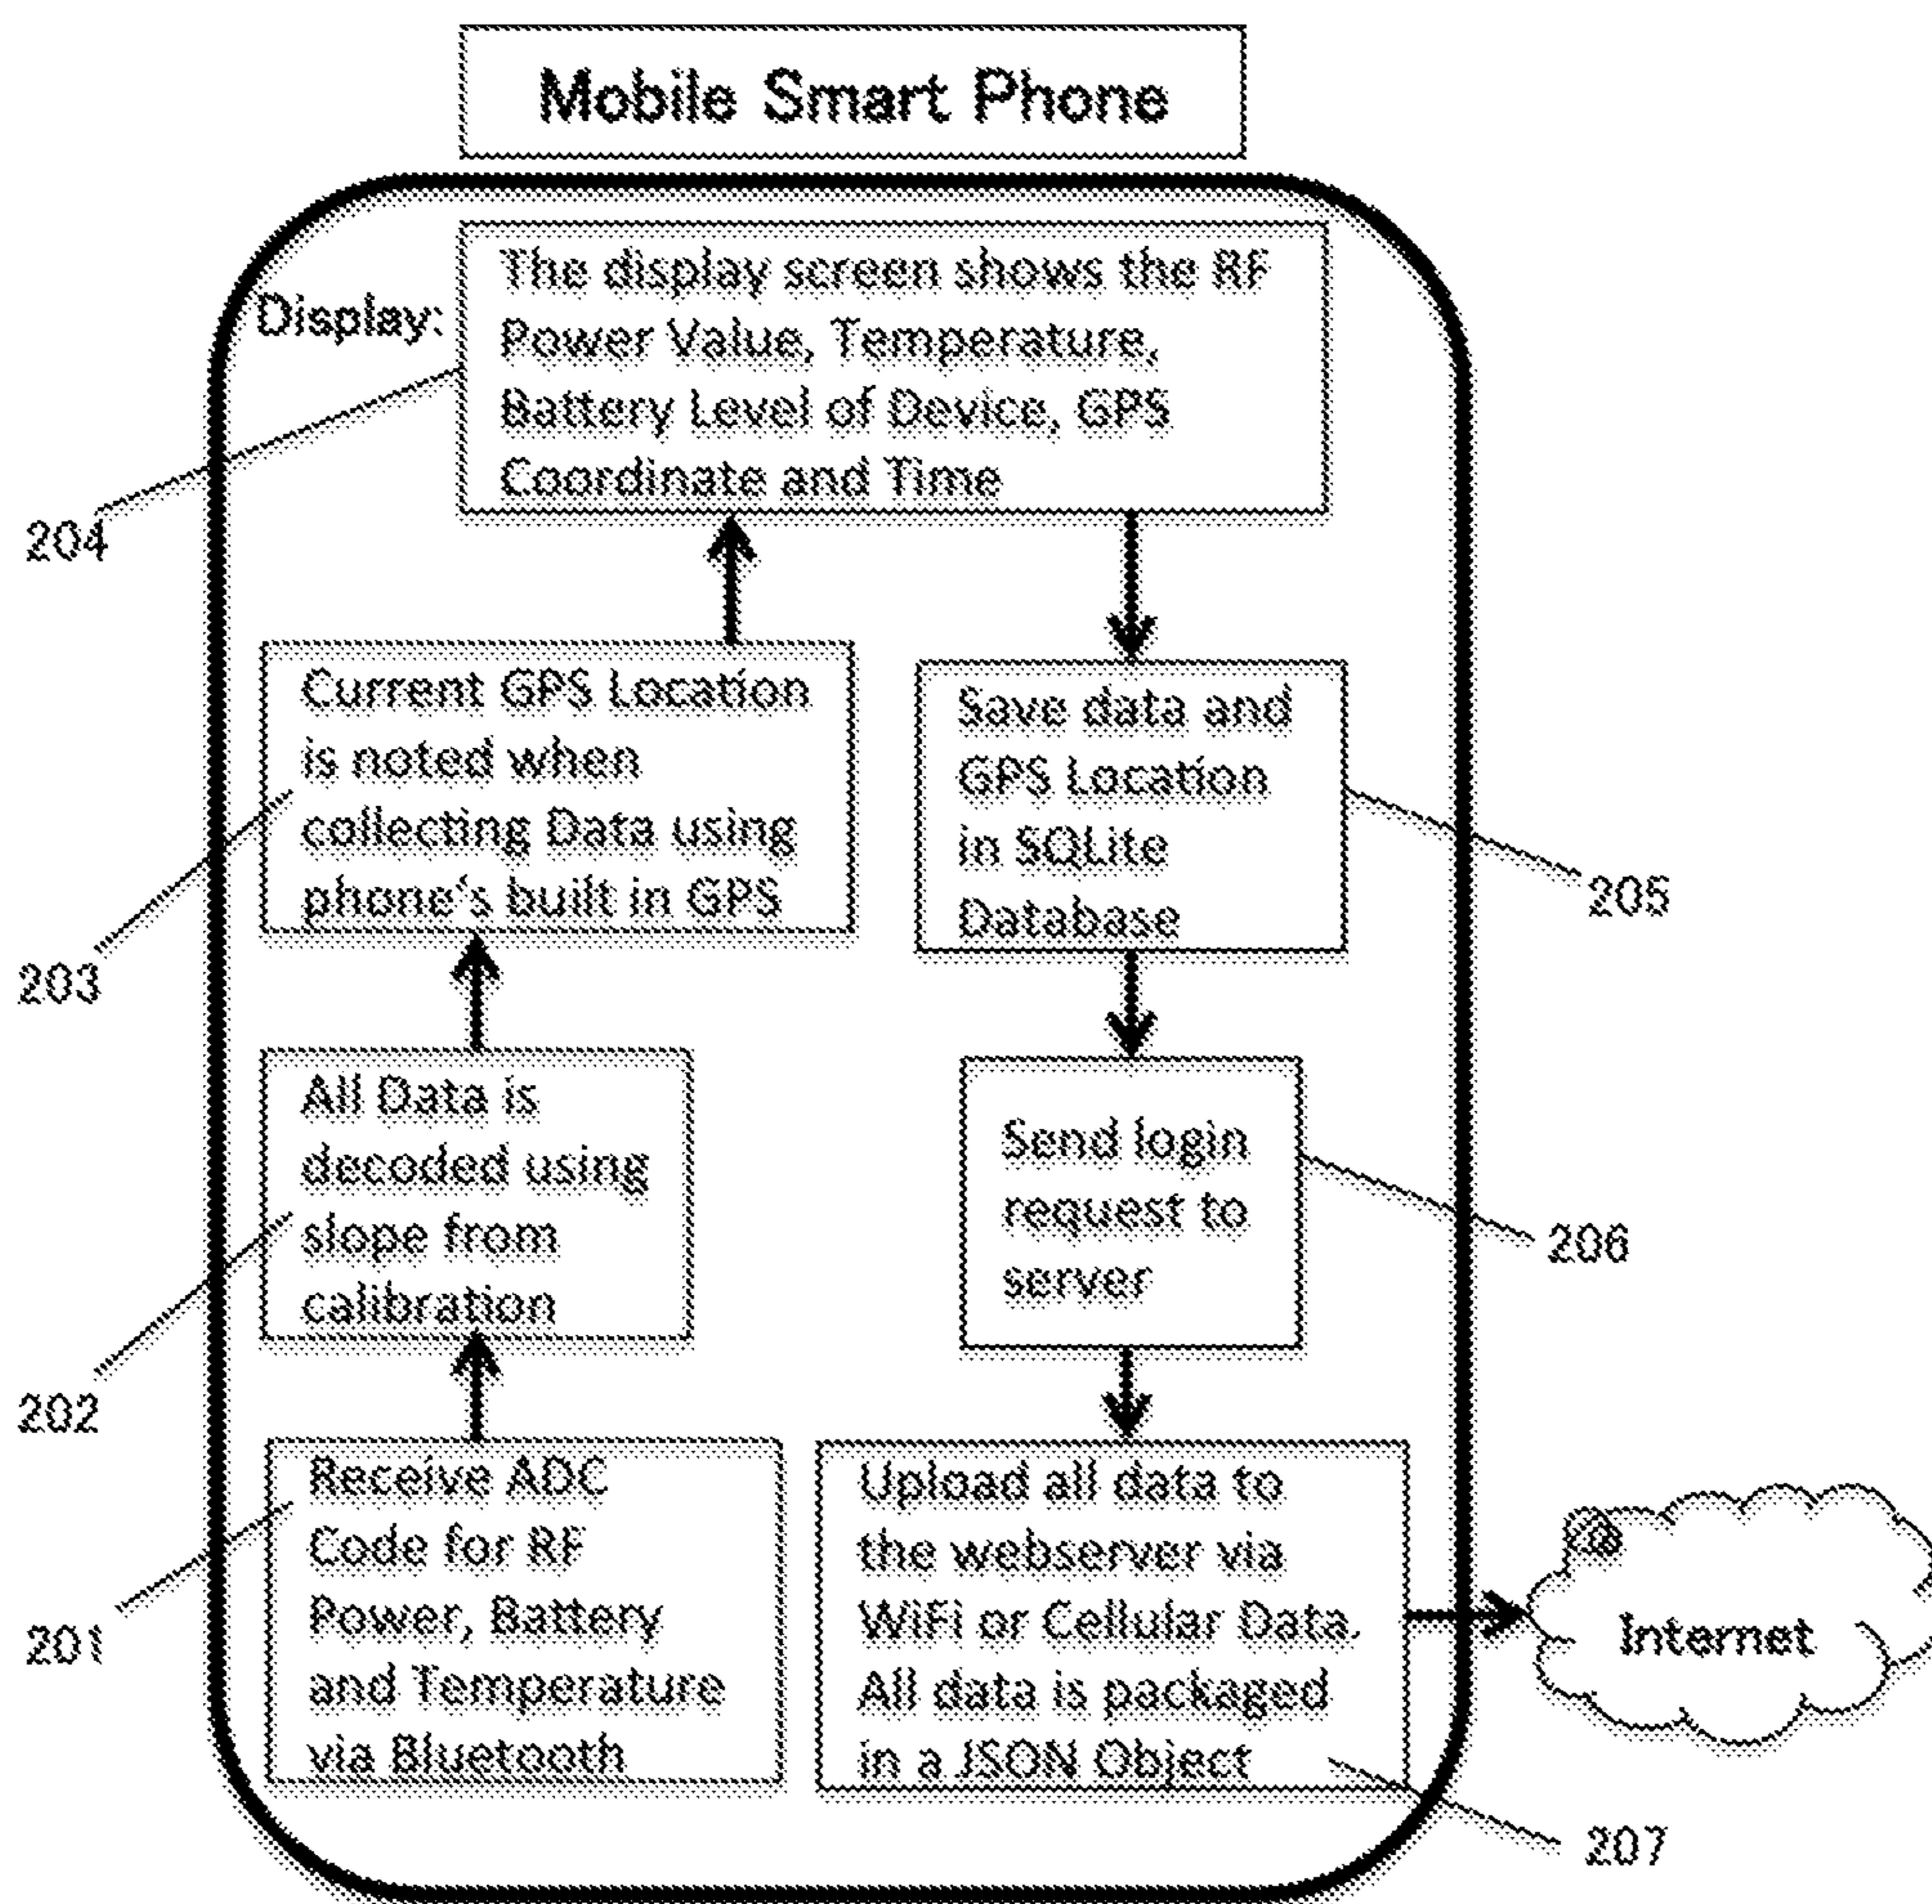 Mobile Smart Phone
Display:
The display screen shows the RF
Power Value, Temperature,
Battery Level of Device, GPS
Coordinate and Time
204
Current GPS Location
is noted when
collecting Data using
phone's built in GPS
203
Save data and
GPS Location
in SQLite
Database
205
All Data is
decoded using
slope from
calibration
202
Send login
request to
server
206
Receive ADC
Code for RF
Power, Battery
and Temperature
via Bluetooth
201
Upload all data to
the webserver via
WiFi or Cellular Data.
All data is packaged
in a JSON Object
207
Internet